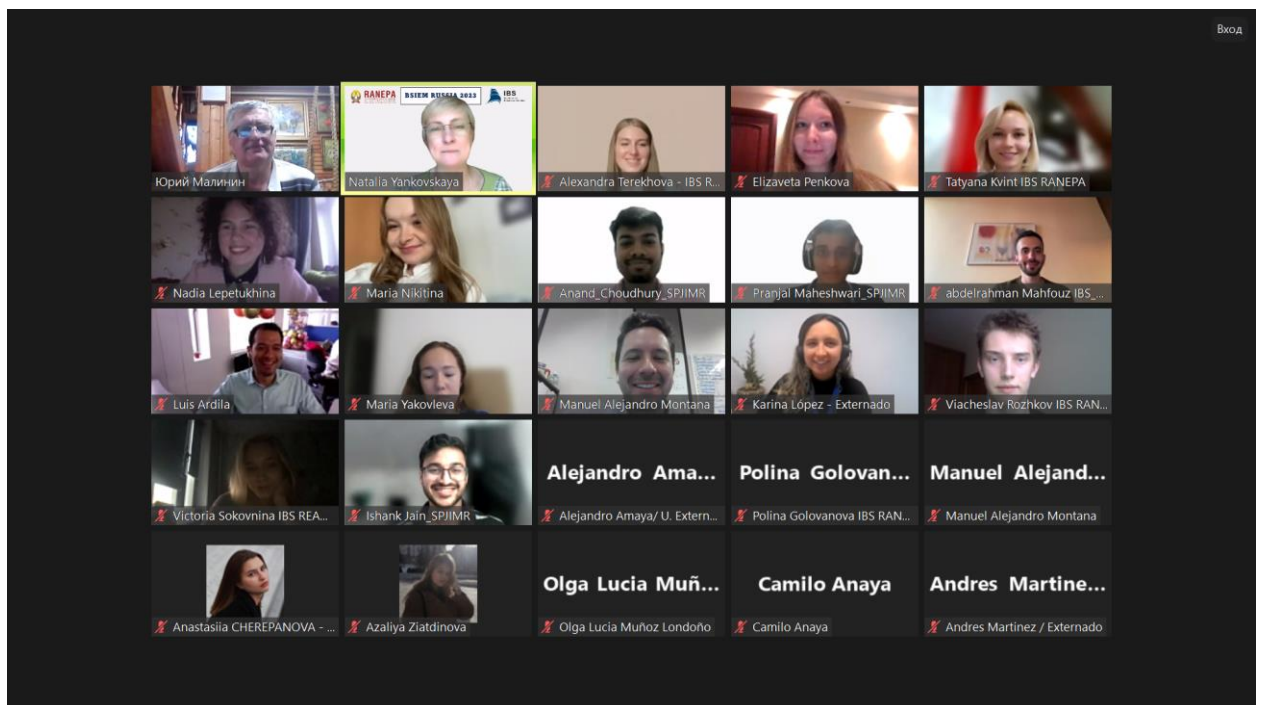 Вход
RANEPA
BSIEM RUSSIA 2023
IBS
Юрий Малинин
Natalia Yankovskaya
Alexandra Terekhova - IBS R...
Elizaveta Penkova
Tatyana Kvint IBS RANEPA
Nadia Lepetukhina
Maria Nikitina
Anand_Choudhury_SPJIMR
Pranjal Maheshwari_SPJIMR
abdelrahman Mahfouz IBS_...
Luis Ardila
Maria Yakovleva
Manuel Alejandro Montana
Karina López - Externado
Viacheslav Rozhkov IBS RAN...
Victoria Sokovnina IBS REA...
Ishank Jain_SPJIMR
Alejandro Ama...
Alejandro Amaya/ U. Extern...
Polina Golovan...
Polina Golovanova IBS RAN...
Manuel Alejand...
Manuel Alejandro Montana
Anastasiia CHEREPANOVA - ...
Azaliya Ziatdinova
Olga Lucia Muñ...
Olga Lucia Muñoz Londoño
Camilo Anaya
Camilo Anaya
Andres Martine...
Andres Martinez / Externado